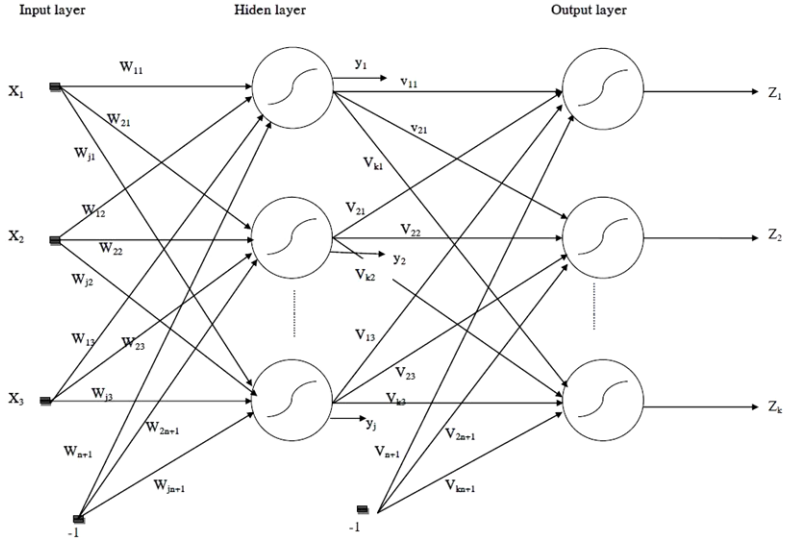 Input layer
Hiden layer
Output layer
W11
y1
v11
X1
Z1
W21
v21
Wj1
Vk1
W12
V21
X2
W22
V22
Z2
y2
Wj2
Vk2
W13
W23
V13
V23
X3
Wj3
Vk3
Zk
yj
W2n+1
V2n+1
Wn+1
Vn+1
Wjn+1
Vkn+1
-1
-1